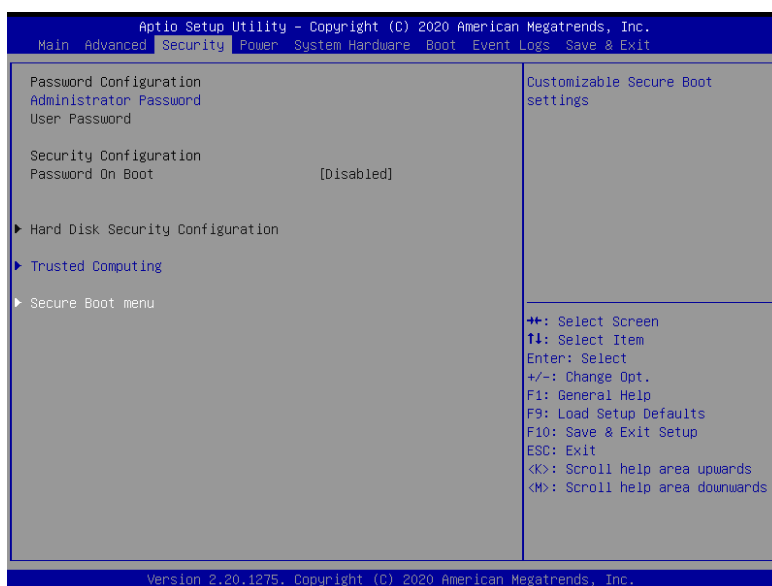 Aptio Setup Utility – Copyright (C) 2020 American Megatrends, Inc.
Main Advanced Security Power System Hardware Boot Event Logs Save & Exit
Password Configuration
Administrator Password
User Password
Security Configuration
Password On Boot [Disabled]
Hard Disk Security Configuration
Trusted Computing
Secure Boot menu
Customizable Secure Boot
settings
→←: Select Screen
↑↓: Select Item
Enter: Select
+/-: Change Opt.
F1: General Help
F9: Load Setup Defaults
F10: Save & Exit Setup
ESC: Exit
<K>: Scroll help area upwards
<M>: Scroll help area downwards
Version 2.20.1275. Copyright (C) 2020 American Megatrends, Inc.